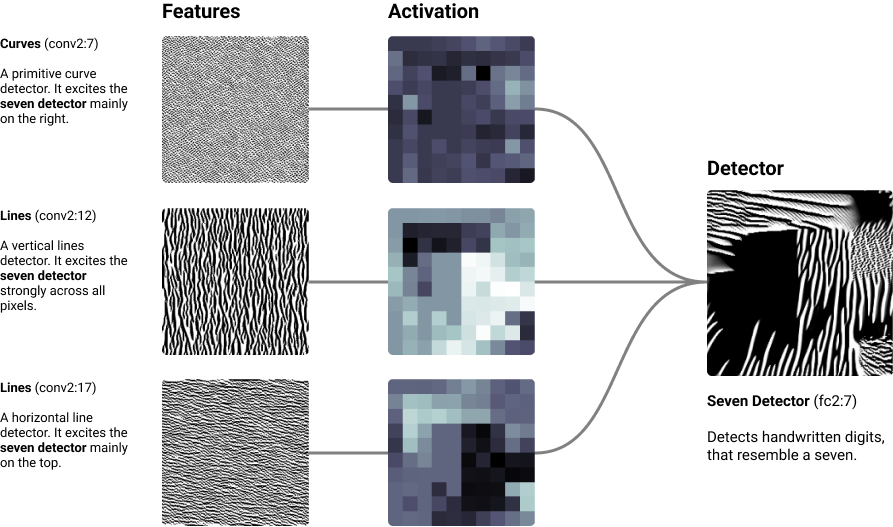 Features
Activation
Curves (conv2:7)
A primitive curve
detector. It excites the
seven detector mainly
on the right.
Lines (conv2:12)
A vertical lines
detector. It excites the
seven detector
strongly across all
pixels.
Lines (conv2:17)
A horizontal line
detector. It excites the
seven detector mainly
on the top.
Detector
Seven Detector (fc2:7)
Detects handwritten digits,
that resemble a seven.